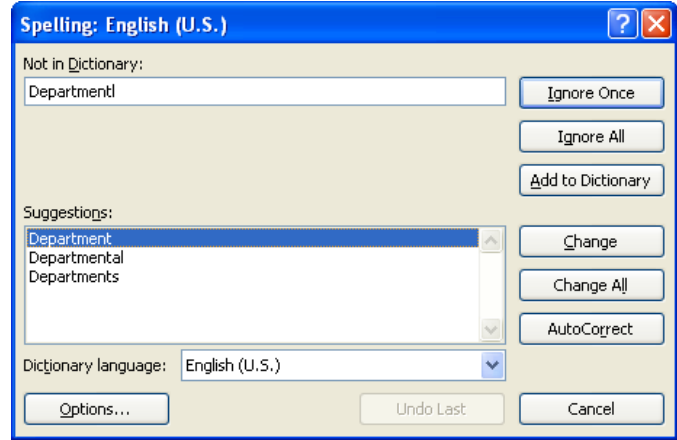 Spelling: English (U.S.)
Not in Dictionary:
Departmentl
Ignore Once
Ignore All
Add to Dictionary
Suggestions:
Department
Departmental
Departments
Change
Change All
AutoCorrect
Dictionary language: English (U.S.)
Options... Undo Last Cancel